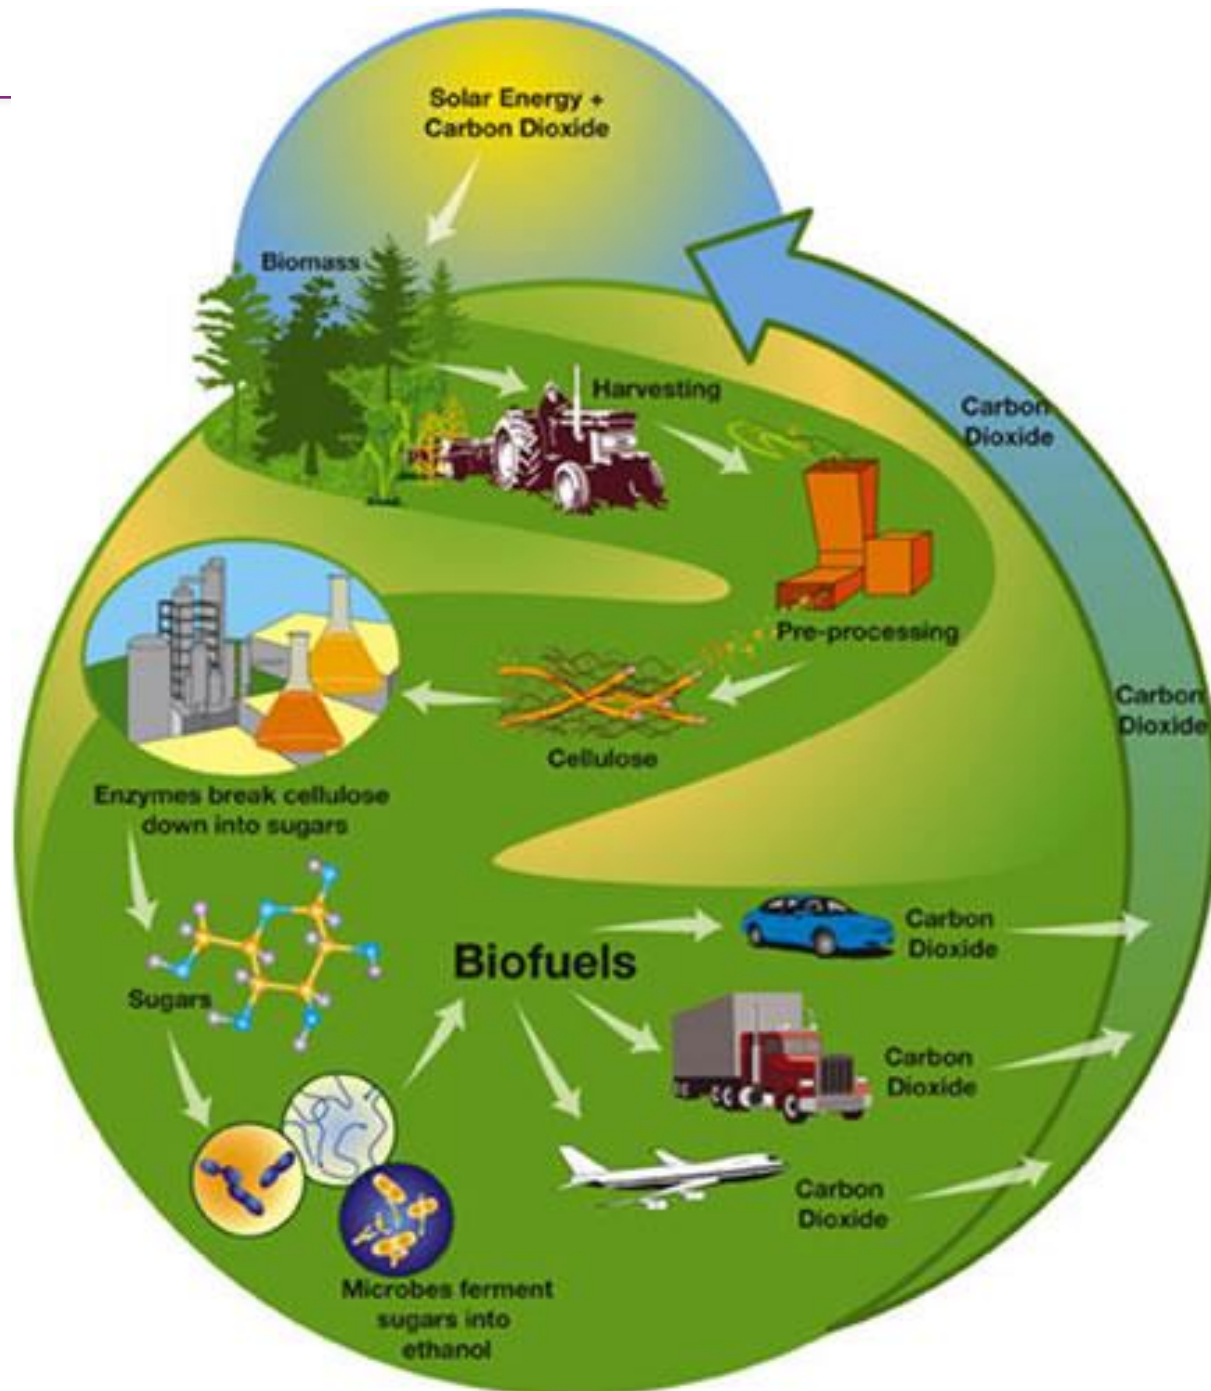 Solar Energy +
Carbon Dioxide
Biomass
Harvesting
Carbon
Dioxide
Pre-processing
Carbon
Dioxide
Cellulose
Enzymes break cellulose
down into sugars
Sugars
Biofuels
Carbon
Dioxide
Carbon
Dioxide
Carbon
Dioxide
Microbes ferment
sugars into
ethanol